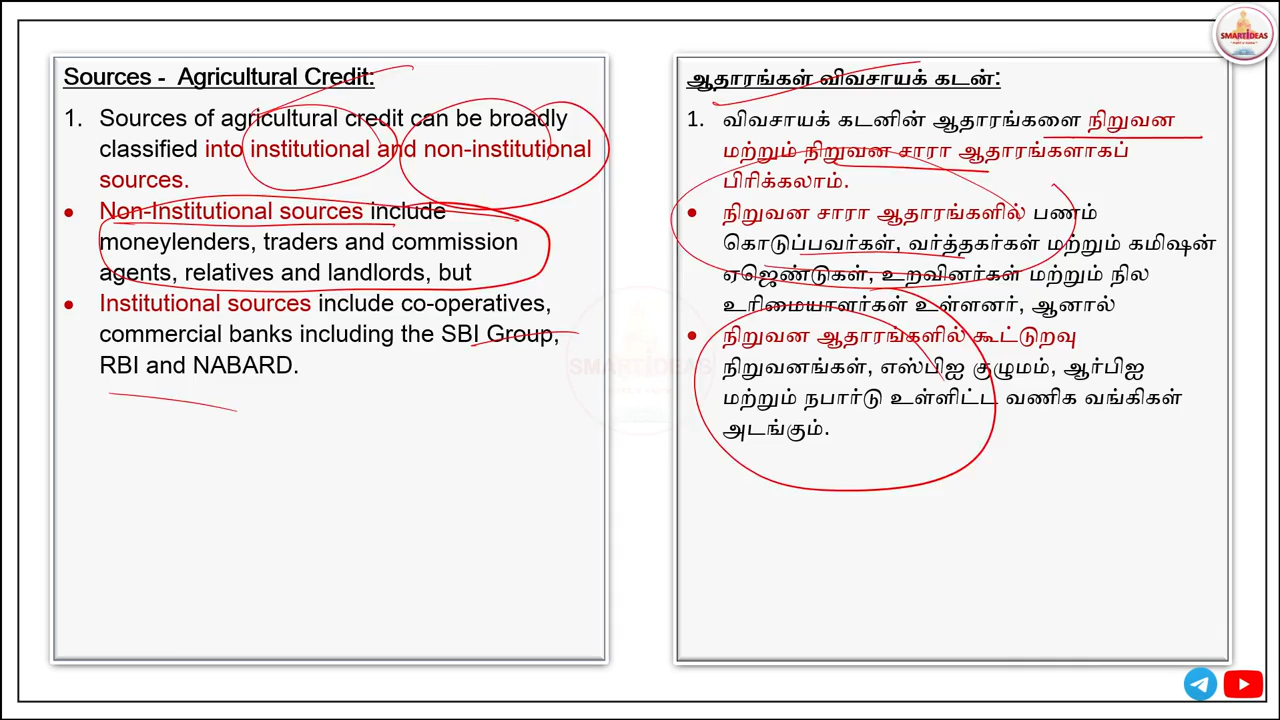 SMARTIDEAS
Sources - Agricultural Credit:
1. Sources of agricultural credit can be broadly
classified into institutional and non-institutional
sources.
• Non-Institutional sources include
moneylenders, traders and commission
agents, relatives and landlords, but
• Institutional sources include co-operatives,
commercial banks including the SBI Group,
RBI and NABARD.
ஆதாரங்கள் விவசாயக் கடன்:
1. விவசாயக் கடனின் ஆதாரங்களை நிறுவன
மற்றும் நிறுவன சாரா ஆதாரங்களாகப்
பிரிக்கலாம்.
• நிறுவன சாரா ஆதாரங்களில் பணம்
கொடுப்பவர்கள், வர்த்தகர்கள் மற்றும் கமிஷன்
ஏஜெண்டுகள், உறவினர்கள் மற்றும் நில
உரிமையாளர்கள் உள்ளனர், ஆனால்
• நிறுவன ஆதாரங்களில் கூட்டுறவு
நிறுவனங்கள், எஸ்பிஐ குழுமம், ஆர்பிஐ
மற்றும் நபார்டு உள்ளிட்ட வணிக வங்கிகள்
அடங்கும்.
SMARTIDEAS